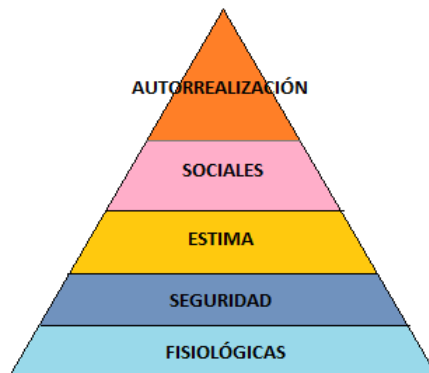 AUTORREALIZACIÓN
SOCIALES
ESTIMA
SEGURIDAD
FISIOLÓGICAS